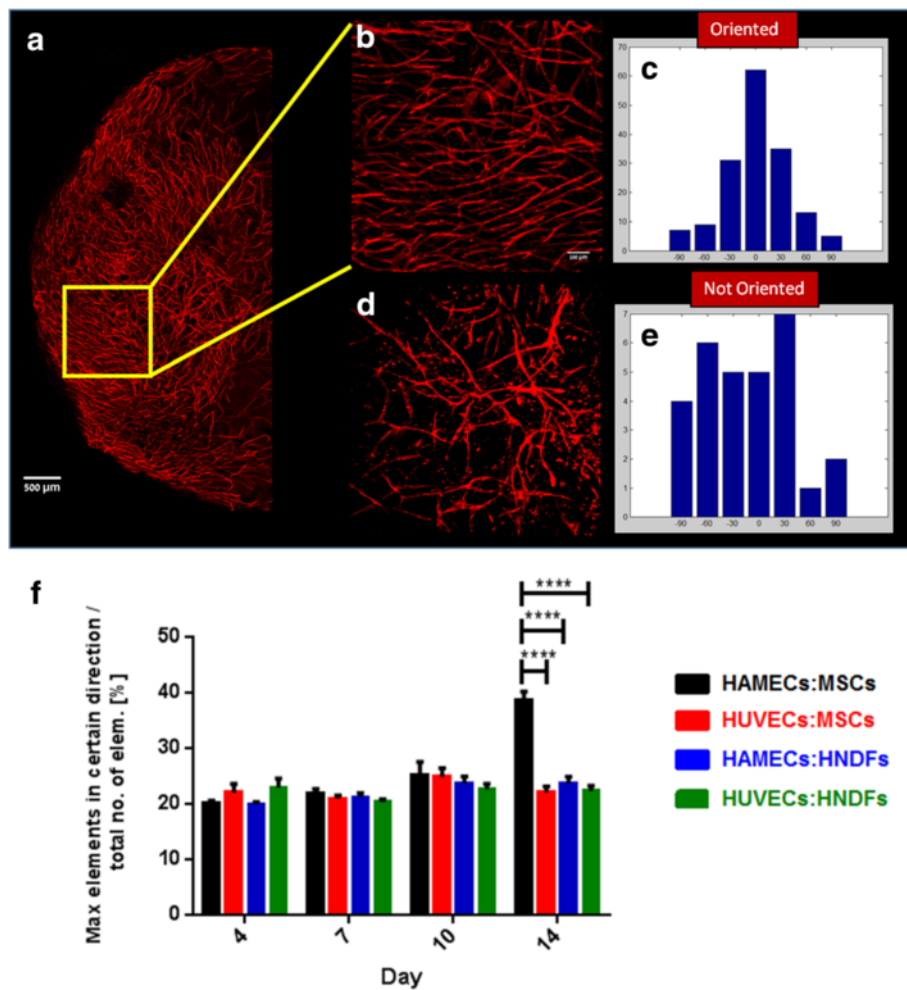 a
b
Oriented
c
70
60
50
40
30
20
10
0
-90 -60 -30 0 30 60 90
100 µm
500 µm
d
Not Oriented
e
7
6
5
4
3
2
1
0
-90 -60 -30 0 30 60 90
f
Max elements in certain direction /
total no. of elem. [%]
50
40
30
20
10
0
****
****
****
4 7 10 14
Day
HAMECs:MSCs
HUVECs:MSCs
HAMECs:HNDFs
HUVECs:HNDFs